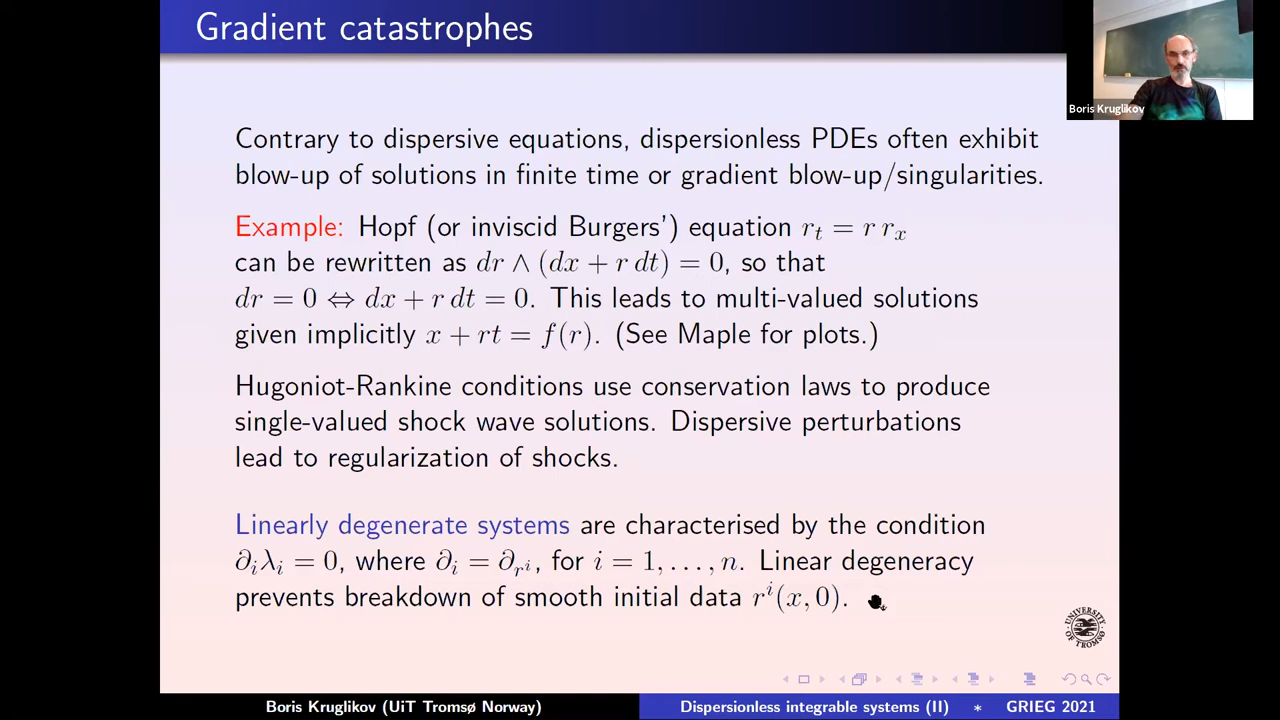 Gradient catastrophes
Boris Kruglikov
Contrary to dispersive equations, dispersionless PDEs often exhibit
blow-up of solutions in finite time or gradient blow-up/singularities.
Example: Hopf (or inviscid Burgers') equation r_t = r r_x
can be rewritten as dr ∧ (dx + r dt) = 0, so that
dr = 0 ⇔ dx + r dt = 0. This leads to multi-valued solutions
given implicitly x + rt = f(r). (See Maple for plots.)
Hugoniot-Rankine conditions use conservation laws to produce
single-valued shock wave solutions. Dispersive perturbations
lead to regularization of shocks.
Linearly degenerate systems are characterised by the condition
∂_i λ_i = 0, where ∂_i = ∂_{r^i}, for i = 1, . . . , n. Linear degeneracy
prevents breakdown of smooth initial data r^i(x, 0).
UNIVERSITY
OF TROMSØ
Boris Kruglikov (UiT Tromsø Norway)
Dispersionless integrable systems (II) * GRIEG 2021